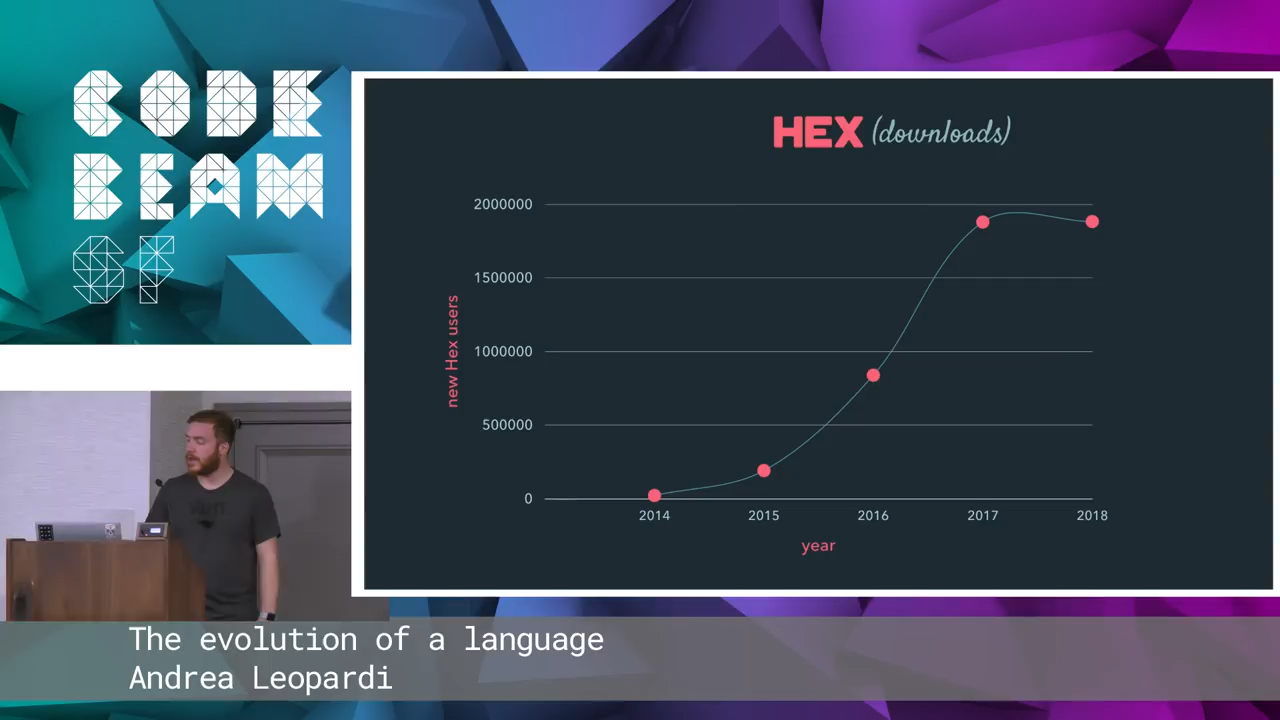 CODE
BEAM
SF
HEX (downloads)
2000000
1500000
1000000
500000
0
new Hex users
2014 2015 2016 2017 2018
year
The evolution of a language
Andrea Leopardi